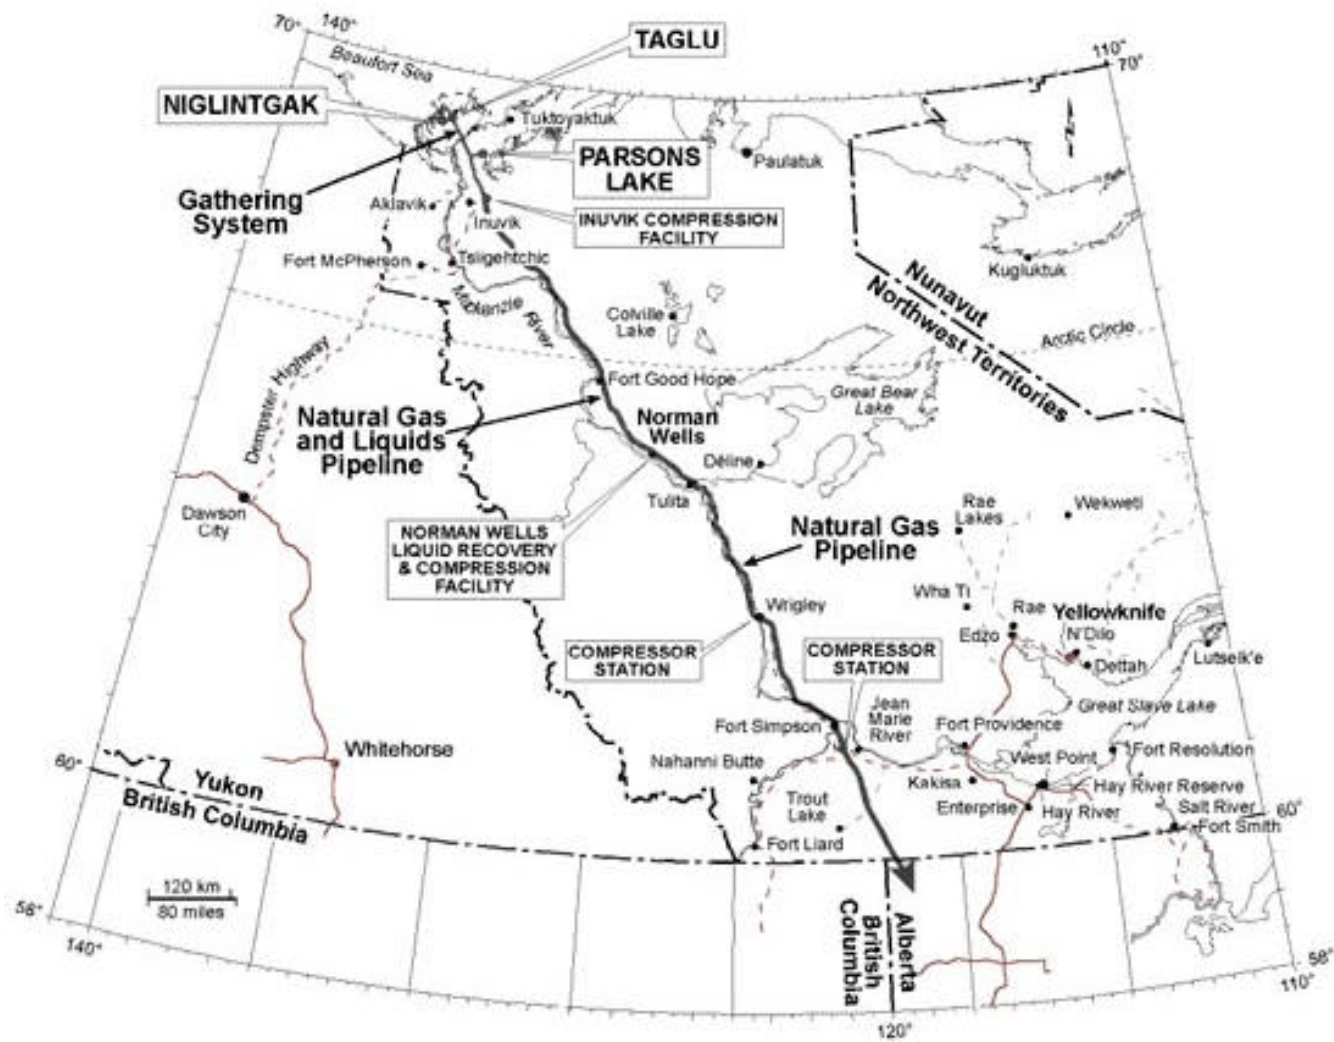 70°
140°
110°
70°
Beaufort Sea
TAGLU
NIGLINTGAK
Tuktoyaktuk
PARSONS
LAKE
Paulatuk
N
Gathering
System
Aklavik
Inuvik
INUVIK COMPRESSION
FACILITY
Fort McPherson
Tsiigehtchic
Mackenzie
River
Kugluktuk
Nunavut
Northwest Territories
Colville
Lake
Arctic Circle
Dempster Highway
Fort Good Hope
Great Bear
Lake
Natural Gas
and Liquids
Pipeline
Norman
Wells
Déline
Tulita
Dawson
City
NORMAN WELLS
LIQUID RECOVERY
& COMPRESSION
FACILITY
Natural Gas
Pipeline
Rae
Lakes
Wekweti
Wha Ti
Wrigley
Rae
Yellowknife
Edzo
N'Dilo
Dettah
Lutselk'e
COMPRESSOR
STATION
COMPRESSOR
STATION
Great Slave Lake
Jean
Marie
River
Fort Simpson
Fort Providence
Whitehorse
Nahanni Butte
West Point
Fort Resolution
Kakisa
Hay River Reserve
Trout
Lake
Enterprise
Hay River
Salt River
Fort Smith
Fort Liard
60°
60°
Yukon
British Columbia
120 km
80 miles
Alberta
British
Columbia
58°
140°
120°
58°
110°